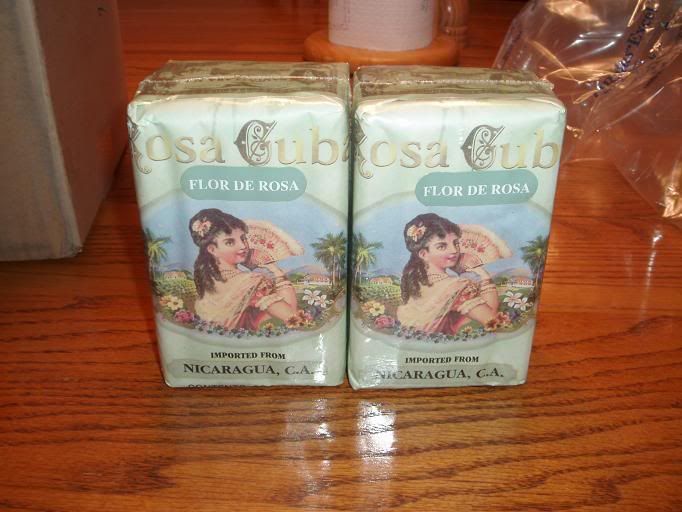 Rosa Cuba
FLOR DE ROSA
IMPORTED FROM
NICARAGUA, C.A.
Rosa Cuba
FLOR DE ROSA
IMPORTED FROM
NICARAGUA, C.A.